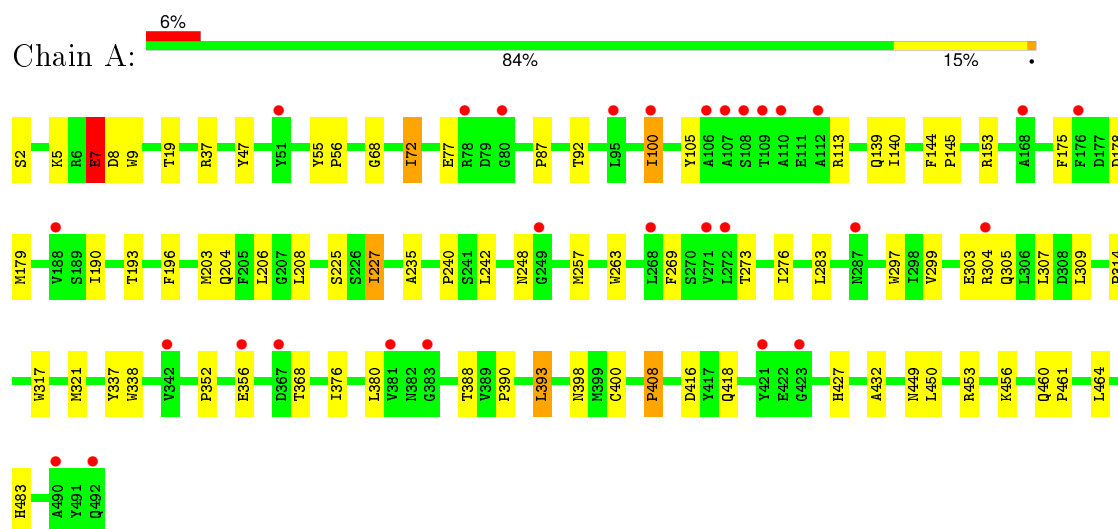 6%
Chain A:
84% 15% •
S2 K5 R6 E7 D8 W9 T19 R37 Y47 Y51 Y55 P56 G68 I72 E77 R78 D79 G80 P87 T92 L95 I100 Y105 A106 A107 S108 T109 A110 E111 A112 R113 Q139 I140 F144 P145 R153 A168 F175 F176 D177
M179 V188 S189 I190 T193 F196 M203 Q204 F205 L206 G207 L208 S225 S226 I227 A235 P240 S241 L242 N248 G249 M257 W263 L268 F269 S270 V271 L272 T273 I276 L283 N287 W297 I298 V299 E303 R304 Q305 L306 L307 D308 L309
W317 M321 Y337 W338 V342 P352 E356 D367 T368 I376 L380 V381 N382 G383 T388 V389 P390 L393 N398 M399 C400 P408 D416 Y417 Q418 Y421 E422 G423 H427 A432 N449 L450 R453 K456 Q460 P461 L464
H483 A490 Y491 Q492